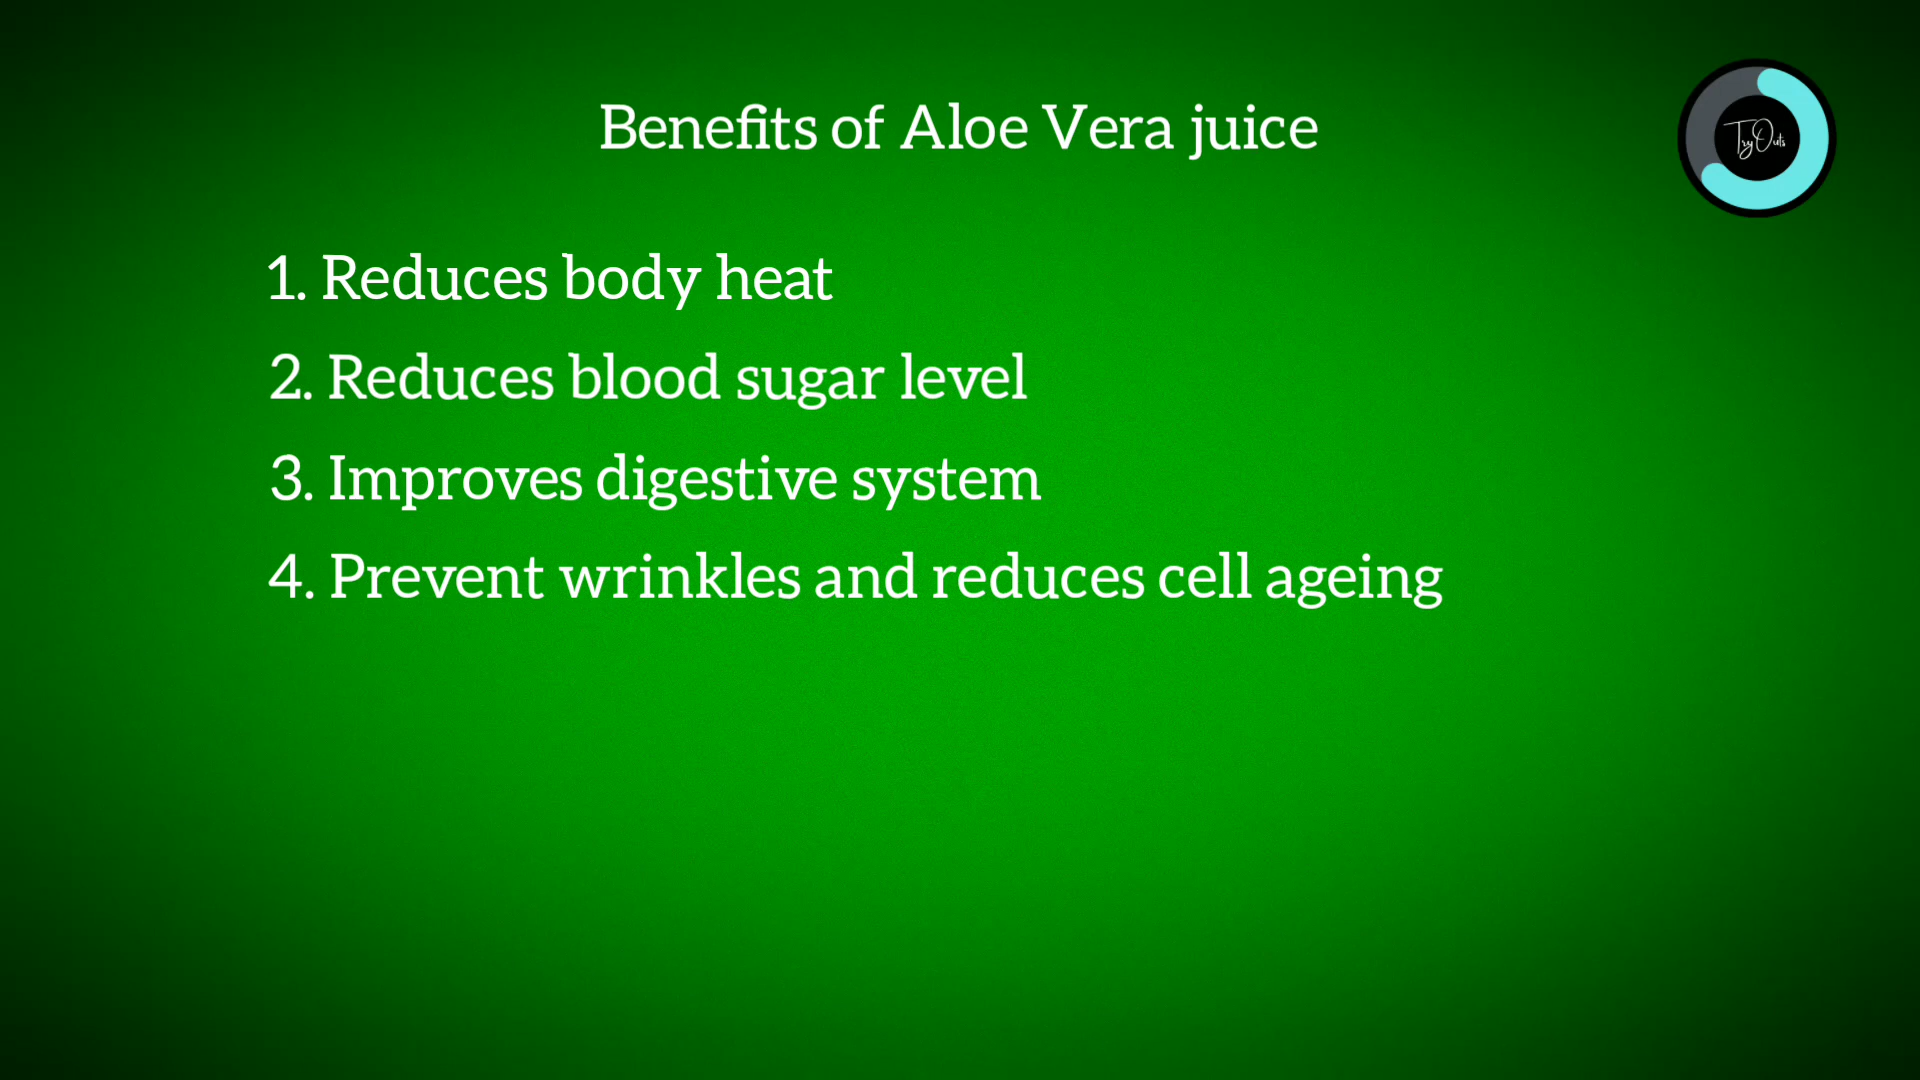 Benefits of Aloe Vera juice
TryOuts
1. Reduces body heat
2. Reduces blood sugar level
3. Improves digestive system
4. Prevent wrinkles and reduces cell ageing